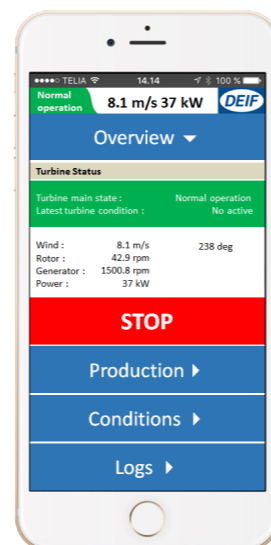 TELIA 14.14 100 %
Normal operation 8.1 m/s 37 kW DEIF
Overview
Turbine Status
Turbine main state : Normal operation
Latest turbine condition : No active
Wind : 8.1 m/s 238 deg
Rotor : 42.9 rpm
Generator : 1500.8 rpm
Power : 37 kW
STOP
Production
Conditions
Logs